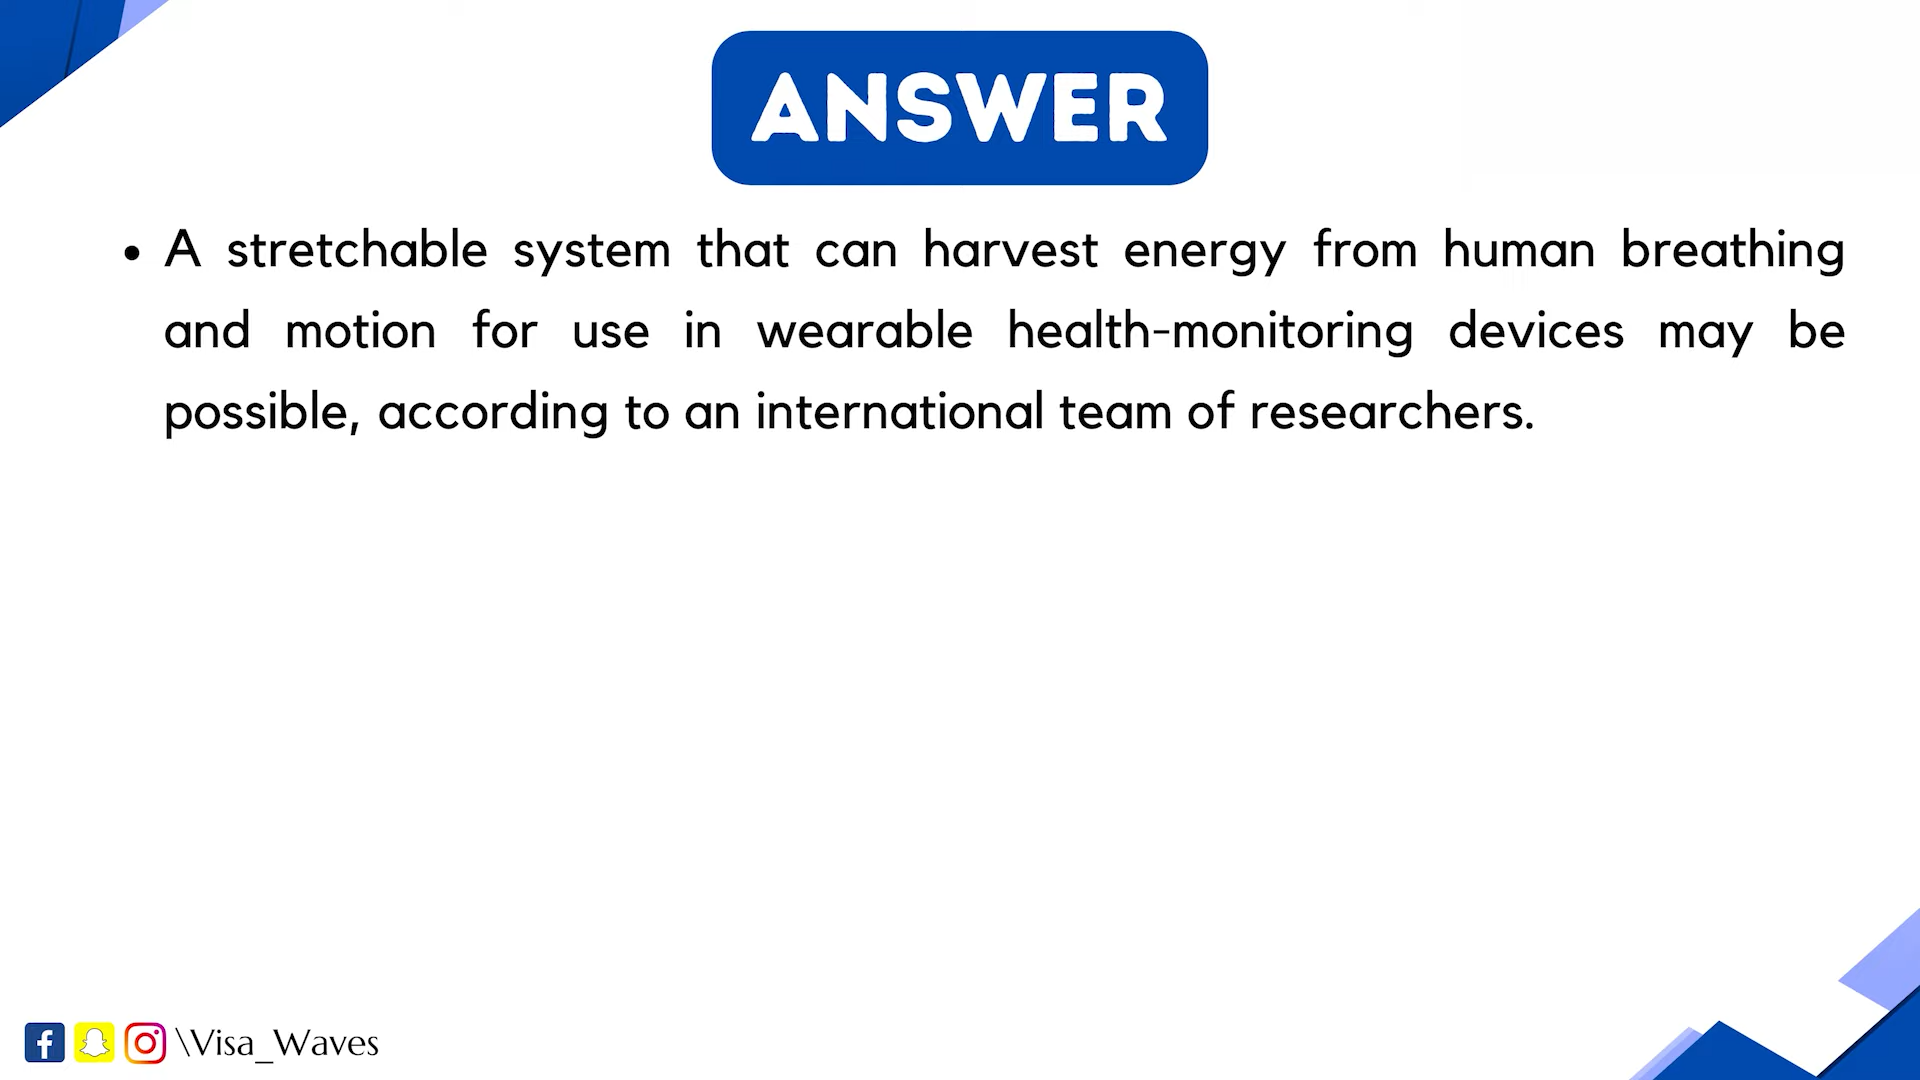 ANSWER
• A stretchable system that can harvest energy from human breathing
and motion for use in wearable health-monitoring devices may be
possible, according to an international team of researchers.
\Visa_Waves